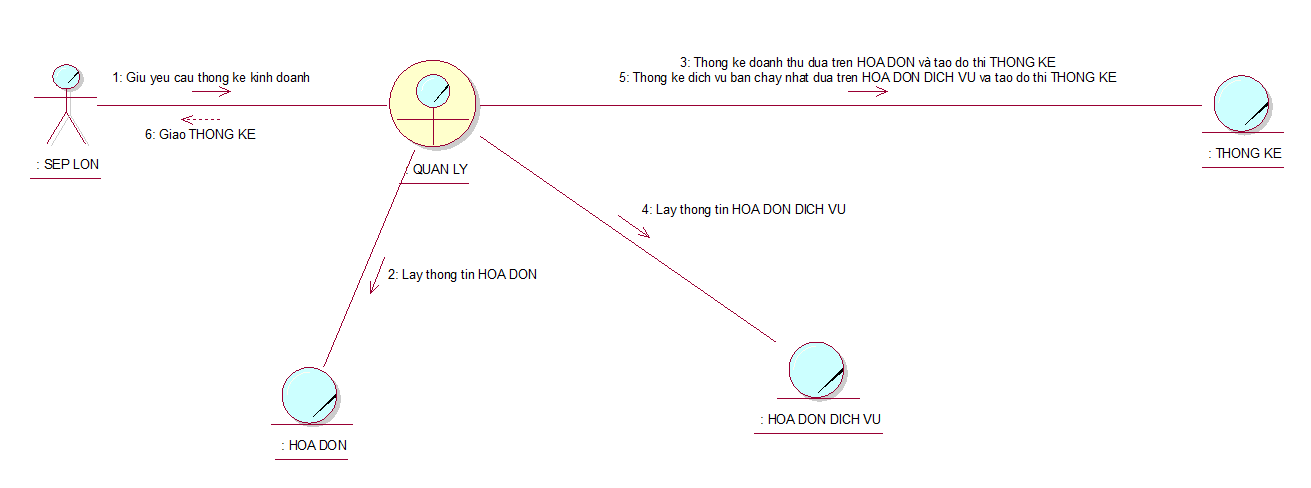 1: Giu yeu cau thong ke kinh doanh
6: Giao THONG KE
: SEP LON
: QUAN LY
3: Thong ke doanh thu dua tren HOA DON và tao do thi THONG KE
5: Thong ke dich vu ban chay nhat dua tren HOA DON DICH VU va tao do thi THONG KE
: THONG KE
4: Lay thong tin HOA DON DICH VU
2: Lay thong tin HOA DON
: HOA DON DICH VU
: HOA DON